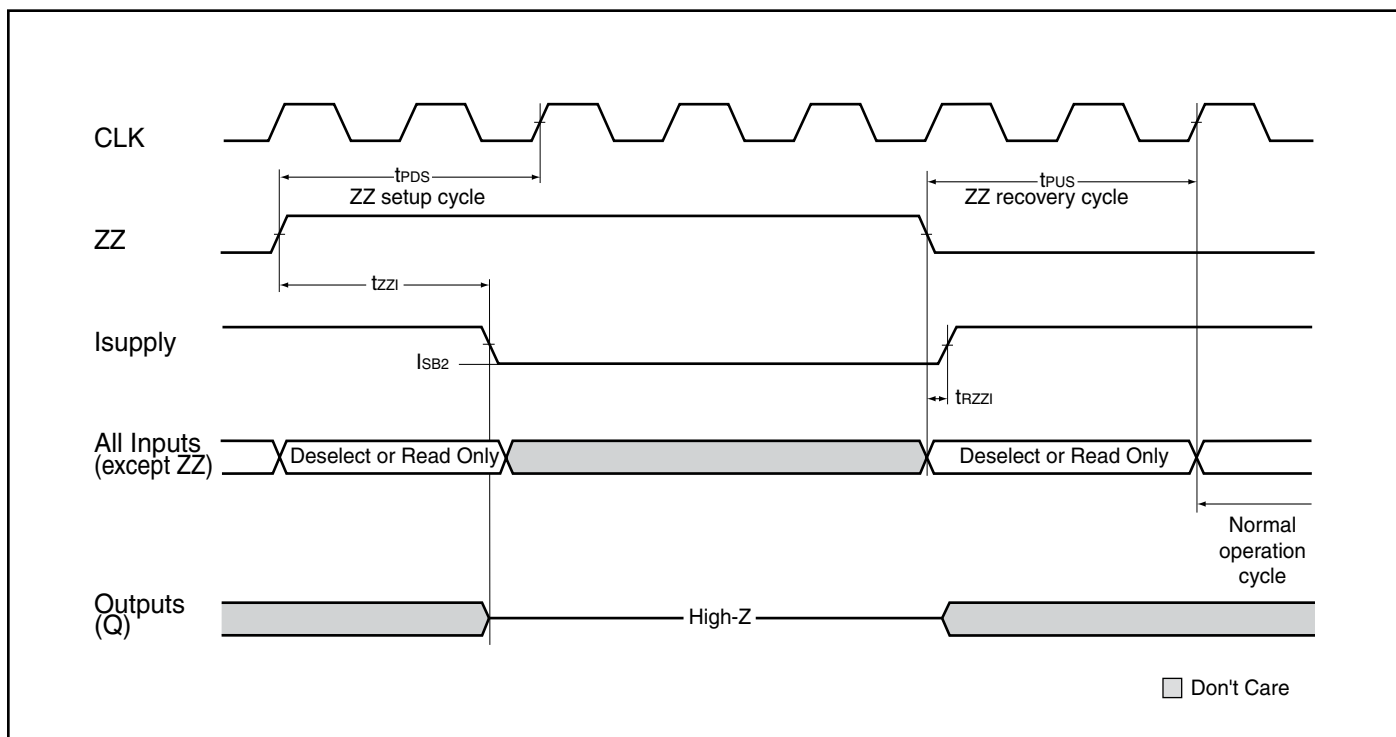 CLK
tPDS
ZZ setup cycle
tPUS
ZZ recovery cycle
ZZ
tZZI
Isupply
ISB2
tRZZI
All Inputs
(except ZZ)
Deselect or Read Only
Deselect or Read Only
Normal
operation
cycle
Outputs
(Q)
High-Z
Don't Care